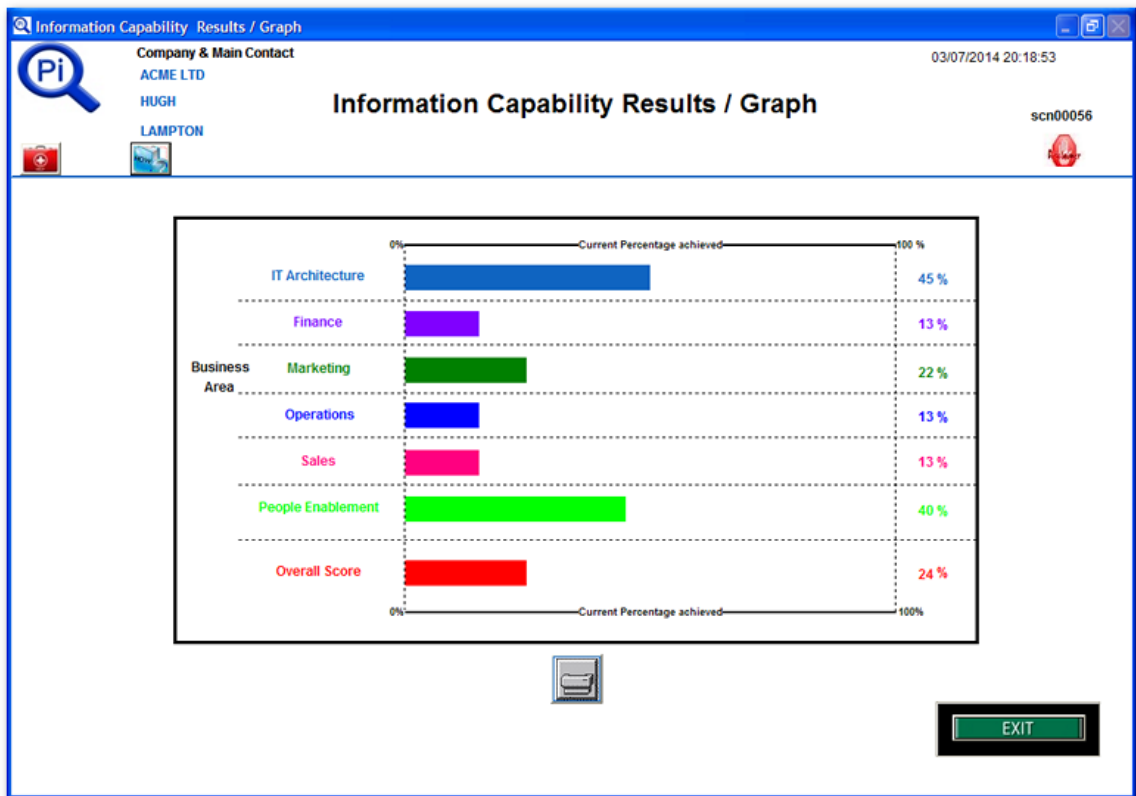 Information Capability Results / Graph
Pi
Company & Main Contact
03/07/2014 20:18:53
ACME LTD
HUGH
Information Capability Results / Graph
scn00056
LAMPTON
0% Current Percentage achieved 100 %
IT Architecture 45 %
Finance 13 %
Business Area
Marketing 22 %
Operations 13 %
Sales 13 %
People Enablement 40 %
Overall Score 24 %
0% Current Percentage achieved 100%
EXIT